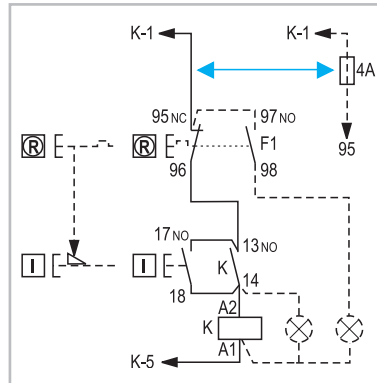 K-1 K-1
4A
95 NC 97 NO
95
R R F1
96 98
17 NO 13 NO
I I K
18 14
A2
K
A1
K-5